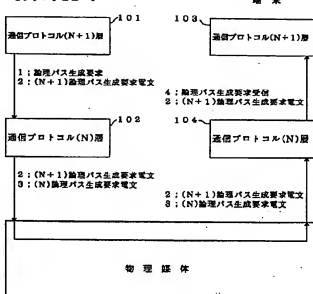 端末
101
103
通信プロトコル(N+1)層
通信プロトコル(N+1)層
1;論理パス生成要求
2;(N+1)論理パス生成要求電文
4;論理パス生成要求受信
2;(N+1)論理パス生成要求電文
102
104
通信プロトコル(N)層
通信プロトコル(N)層
2;(N+1)論理パス生成要求電文
3;(N)論理パス生成要求電文
2;(N+1)論理パス生成要求電文
3;(N)論理パス生成要求電文
物理媒体